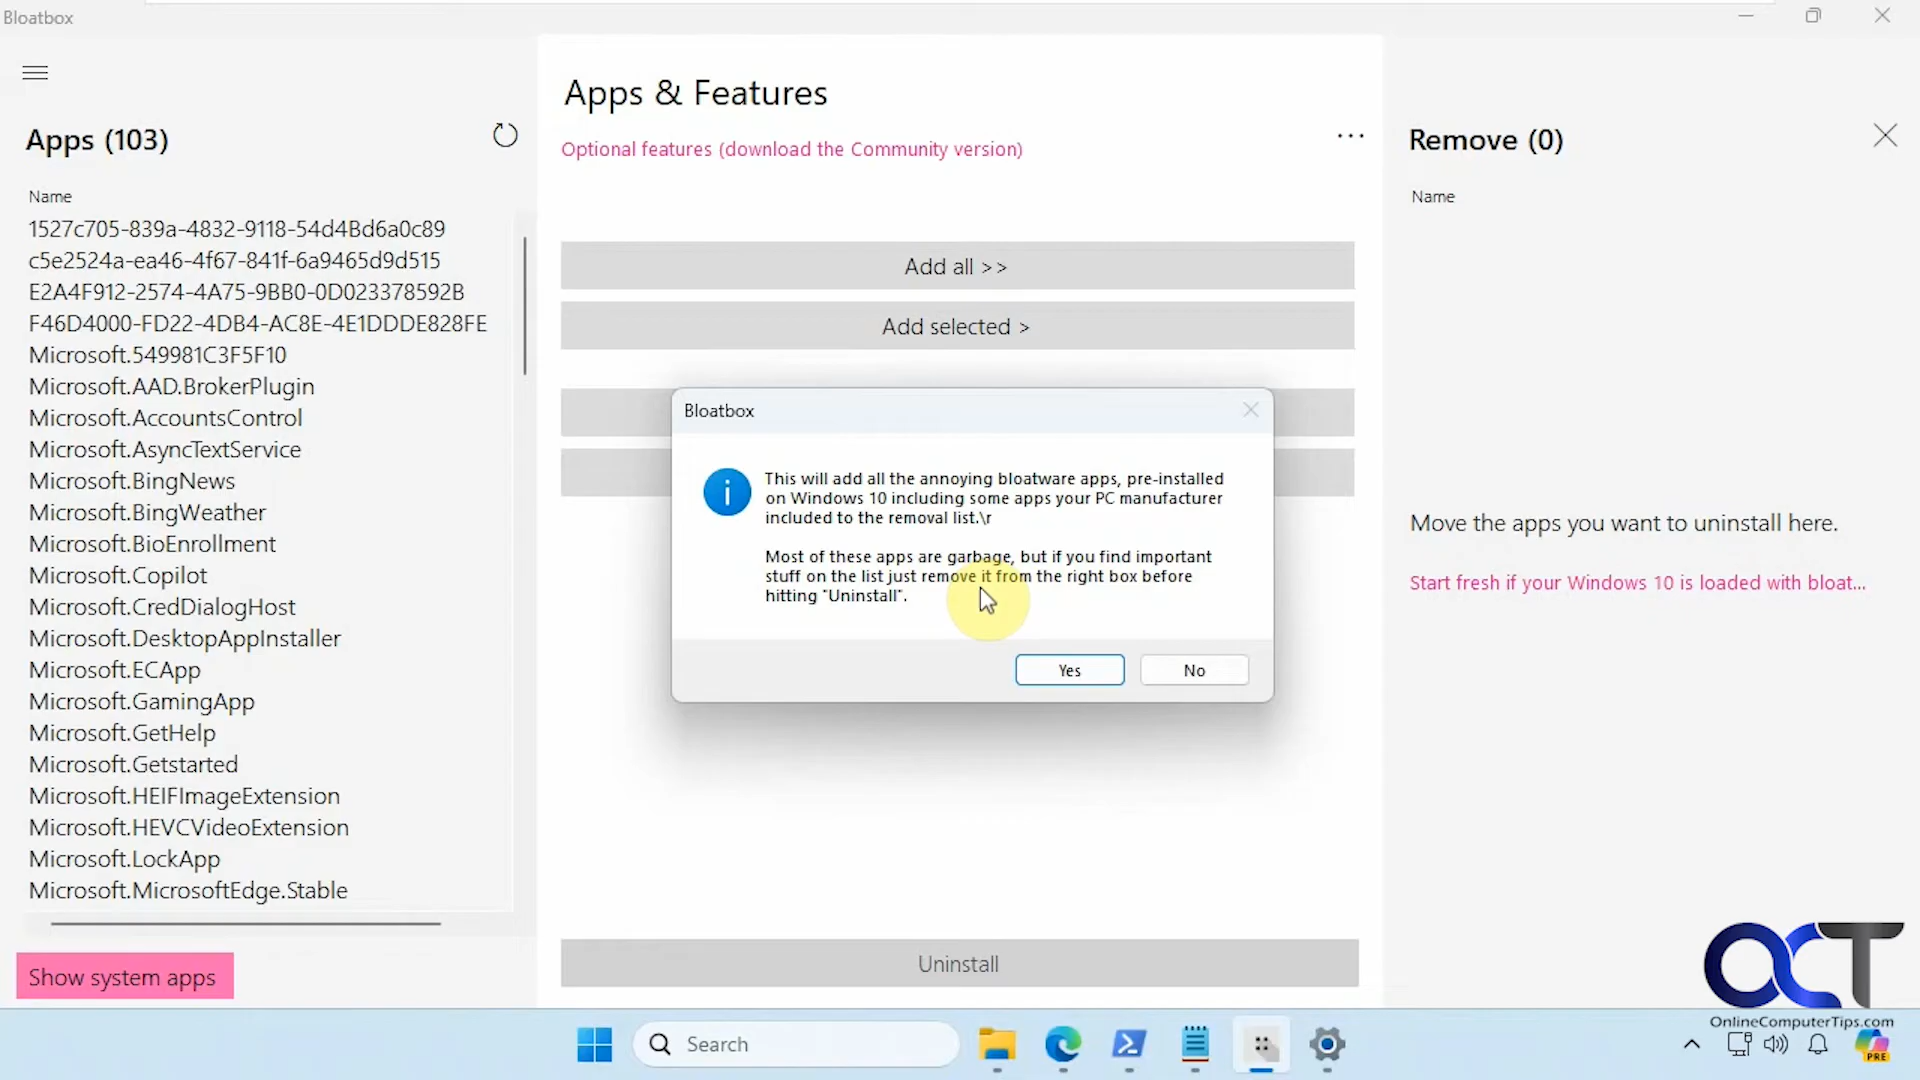 Bloatbox
Apps (103)
Name
1527c705-839a-4832-9118-54d4Bd6a0c89
c5e2524a-ea46-4f67-841f-6a9465d9d515
E2A4F912-2574-4A75-9BB0-0D023378592B
F46D4000-FD22-4DB4-AC8E-4E1DDDE828FE
Microsoft.549981C3F5F10
Microsoft.AAD.BrokerPlugin
Microsoft.AccountsControl
Microsoft.AsyncTextService
Microsoft.BingNews
Microsoft.BingWeather
Microsoft.BioEnrollment
Microsoft.Copilot
Microsoft.CredDialogHost
Microsoft.DesktopAppInstaller
Microsoft.ECApp
Microsoft.GamingApp
Microsoft.GetHelp
Microsoft.Getstarted
Microsoft.HEIFImageExtension
Microsoft.HEVCVideoExtension
Microsoft.LockApp
Microsoft.MicrosoftEdge.Stable
Show system apps
Apps & Features
Optional features (download the Community version)
...
Add all >>
Add selected >
Bloatbox
This will add all the annoying bloatware apps, pre-installed
on Windows 10 including some apps your PC manufacturer
included to the removal list.\r
Most of these apps are garbage, but if you find important
stuff on the list just remove it from the right box before
hitting "Uninstall".
Yes
No
Uninstall
Remove (0)
Name
Move the apps you want to uninstall here.
Start fresh if your Windows 10 is loaded with bloat...
OCT
OnlineComputerTips.com
Search
PRE